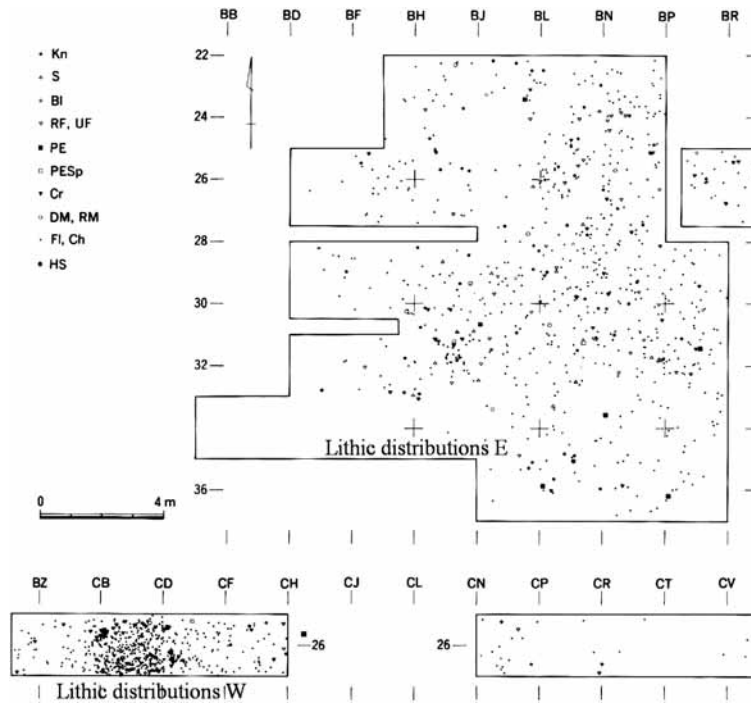 BB BD BF BH BJ BL BN BP BR
22
24
26
28
30
32
34
36
Kn
S
Bl
RF, UF
PE
PESp
Cr
DM, RM
Fl, Ch
HS
Lithic distributions E
0 4 m
BZ CB CD CF CH CJ CL CN CP CR CT CV
26 26
Lithic distributions W